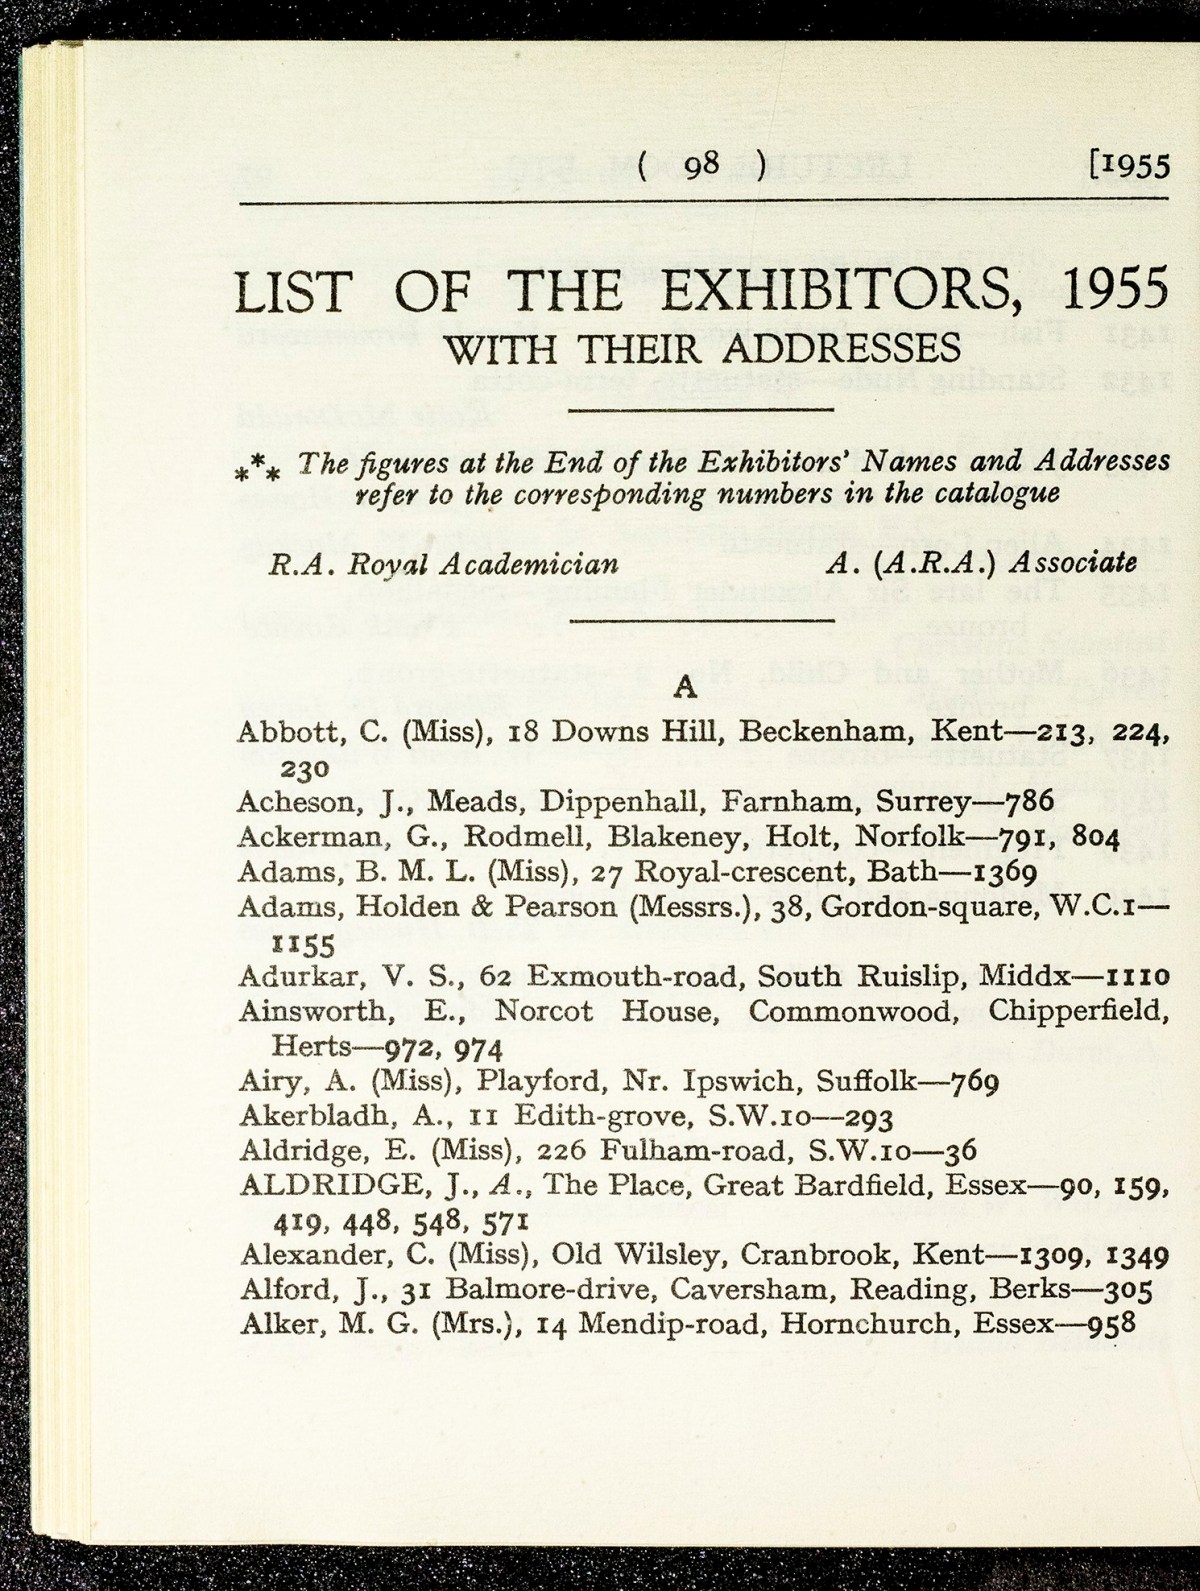 ( 98 ) [1955
LIST OF THE EXHIBITORS, 1955
WITH THEIR ADDRESSES
*** The figures at the End of the Exhibitors' Names and Addresses
refer to the corresponding numbers in the catalogue
R.A. Royal Academician A. (A.R.A.) Associate
A
Abbott, C. (Miss), 18 Downs Hill, Beckenham, Kent—213, 224,
230
Acheson, J., Meads, Dippenhall, Farnham, Surrey—786
Ackerman, G., Rodmell, Blakeney, Holt, Norfolk—791, 804
Adams, B. M. L. (Miss), 27 Royal-crescent, Bath—1369
Adams, Holden & Pearson (Messrs.), 38, Gordon-square, W.C.1—
1155
Adurkar, V. S., 62 Exmouth-road, South Ruislip, Middx—1110
Ainsworth, E., Norcot House, Commonwood, Chipperfield,
Herts—972, 974
Airy, A. (Miss), Playford, Nr. Ipswich, Suffolk—769
Akerbladh, A., 11 Edith-grove, S.W.10—293
Aldridge, E. (Miss), 226 Fulham-road, S.W.10—36
ALDRIDGE, J., A., The Place, Great Bardfield, Essex—90, 159,
419, 448, 548, 571
Alexander, C. (Miss), Old Wilsley, Cranbrook, Kent—1309, 1349
Alford, J., 31 Balmore-drive, Caversham, Reading, Berks—305
Alker, M. G. (Mrs.), 14 Mendip-road, Hornchurch, Essex—958